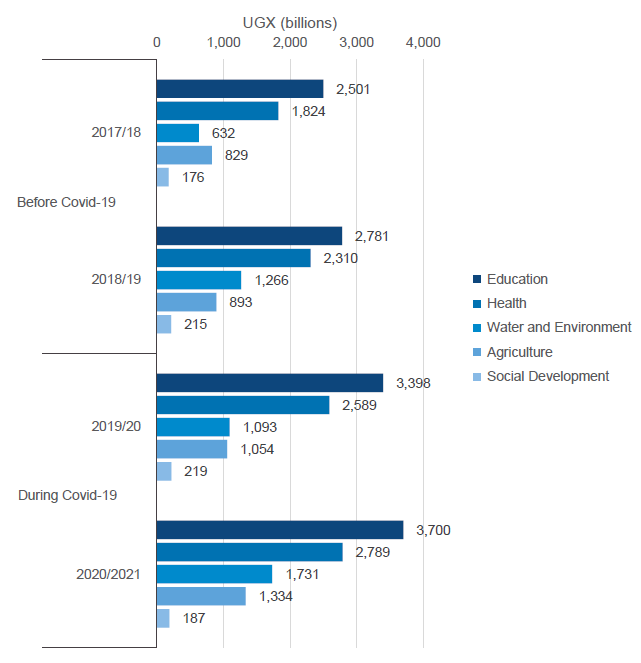 UGX (billions)
0 1,000 2,000 3,000 4,000
Before Covid-19
2017/18
2,501
1,824
632
829
176
2018/19
2,781
2,310
1,266
893
215
During Covid-19
2019/20
3,398
2,589
1,093
1,054
219
2020/2021
3,700
2,789
1,731
1,334
187
Education
Health
Water and Environment
Agriculture
Social Development